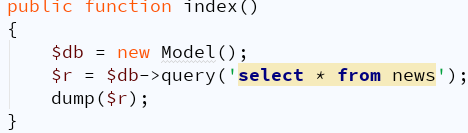 public function index()
{
$db = new Model();
$r = $db->query('select * from news');
dump($r);
}